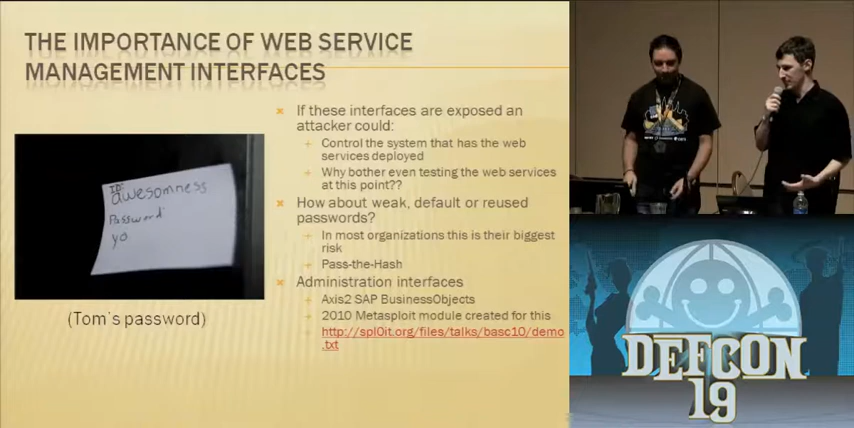 THE IMPORTANCE OF WEB SERVICE
MANAGEMENT INTERFACES
ID:
awesomness
Password
yo
(Tom's password)
If these interfaces are exposed an
attacker could:
Control the system that has the web
services deployed
Why bother even testing the web services
at this point??
How about weak, default or reused
passwords?
In most organizations this is their biggest
risk
Pass-the-Hash
Administration interfaces
Axis2 SAP BusinessObjects
2010 Metasploit module created for this
http://spl0it.org/files/talks/basc10/demo
.txt
DEFCON
19